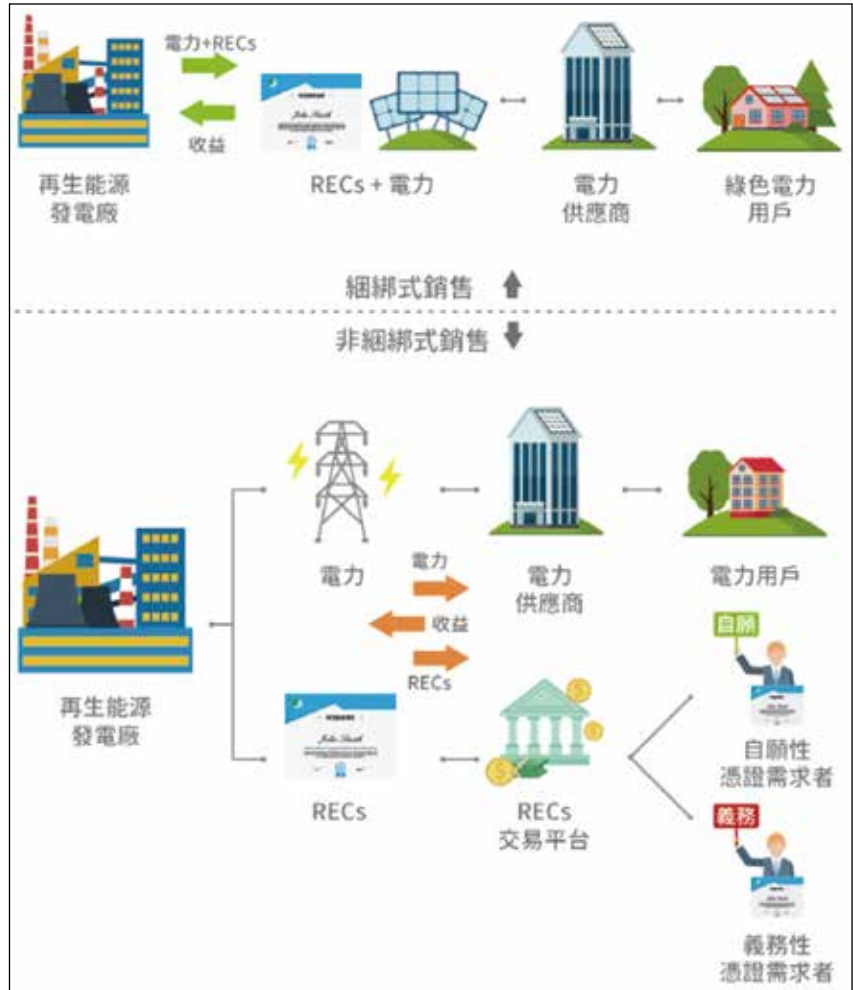 電力+RECs
收益
再生能源
發電廠
RECs + 電力
電力
供應商
綠色電力
用戶
綑綁式銷售
非綑綁式銷售
再生能源
發電廠
電力
電力
收益
RECs
電力
供應商
電力用戶
RECs
RECs
交易平台
自願
自願性
憑證需求者
義務
義務性
憑證需求者